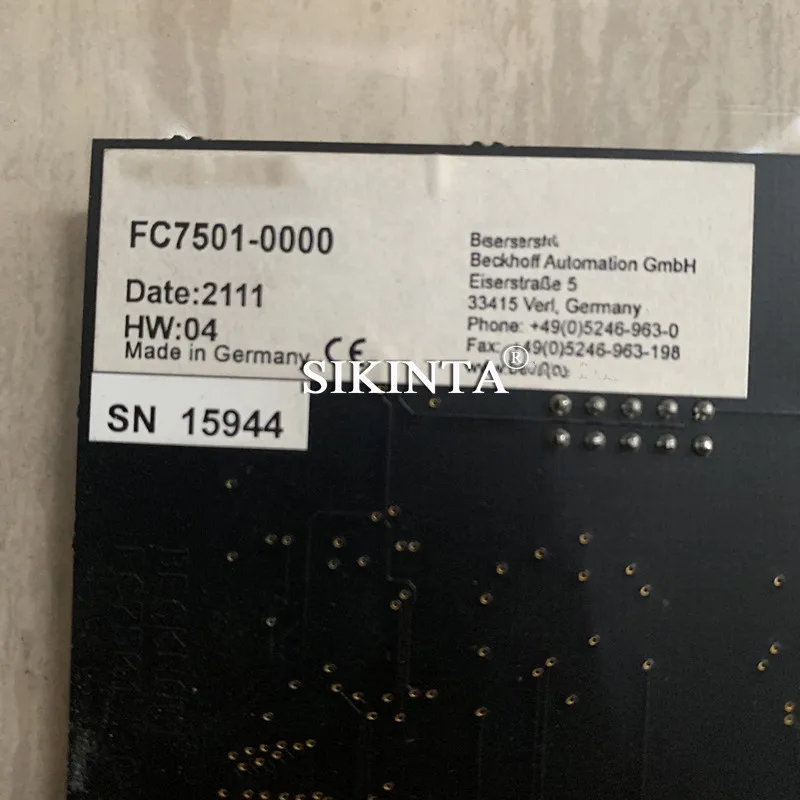 FC7501-0000
Date:2111
HW:04
Made in Germany CE
Beckhoff Automation GmbH
Eiserstraße 5
33415 Verl, Germany
Phone: +49(0)5246-963-0
Fax: 49(0)5246-963-198
SIKINTA®
SN 15944